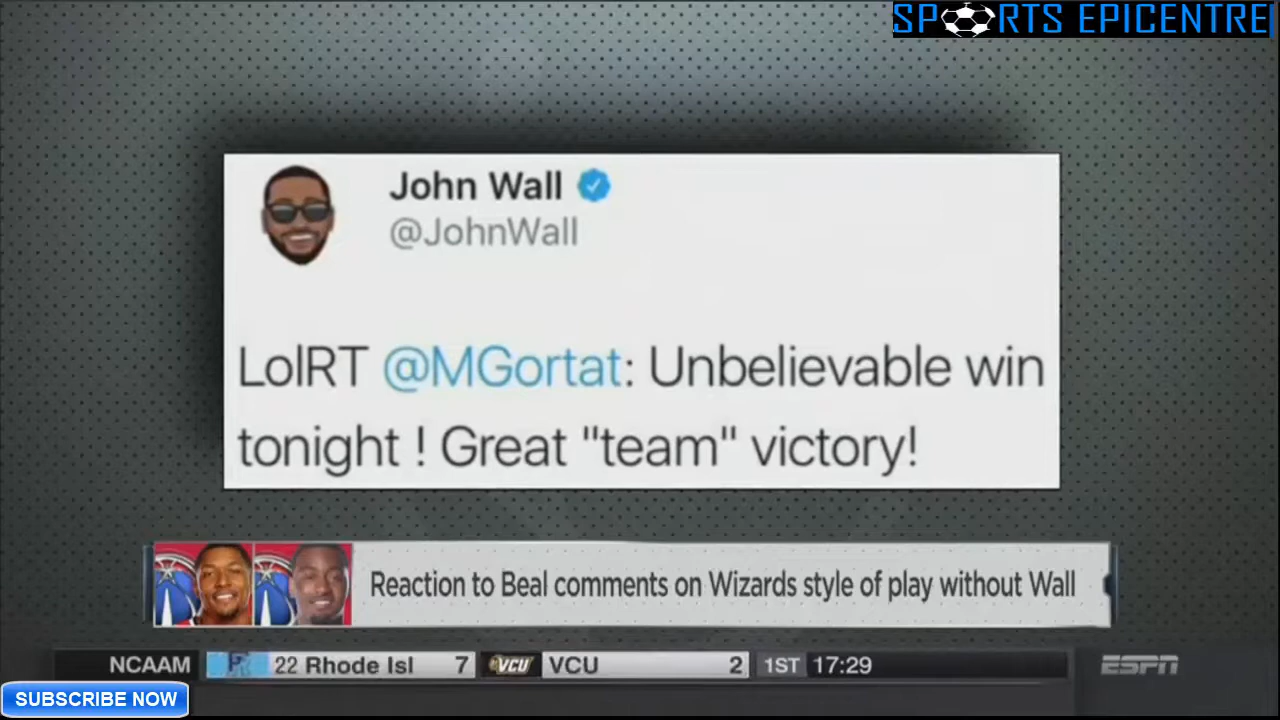 SPORTS EPICENTRE
John Wall
@JohnWall
LolRT @MGortat: Unbelievable win
tonight ! Great "team" victory!
Reaction to Beal comments on Wizards style of play without Wall
NCAAM 22 Rhode Isl 7 VCU VCU 2 1ST 17:29 ESPN
SUBSCRIBE NOW